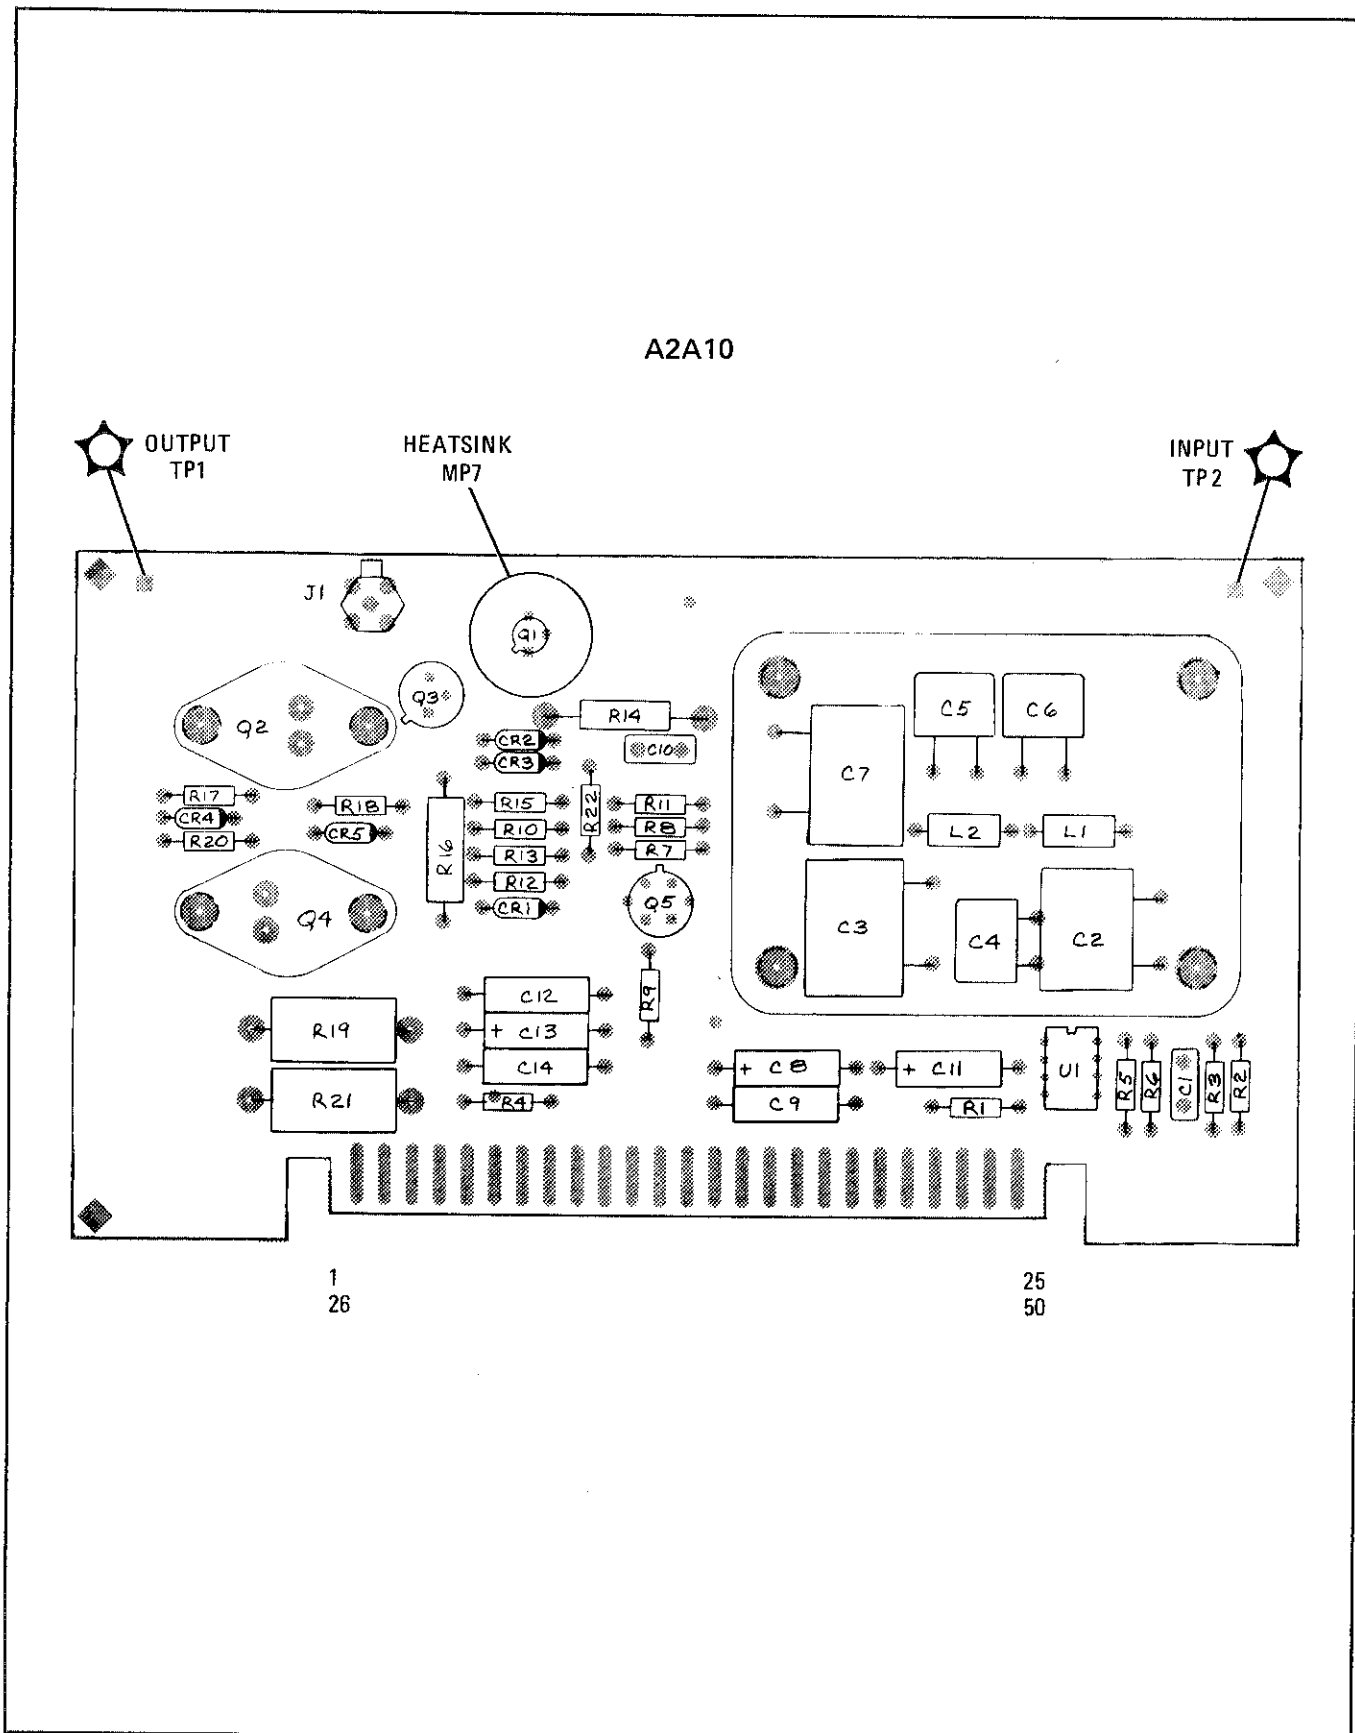 A2A10
OUTPUT
TP1
HEATSINK
MP7
INPUT
TP2
J1
Q1
Q3
Q2
R14
C5
C6
CR2
CR3
C10
C7
R17
R18
R15
R22
R11
CR4
CR5
R10
R8
L2
L1
R20
R16
R13
R7
R12
CR1
Q5
Q4
C3
C4
C2
C12
R9
R19
+ C13
C14
+ C8
+ C11
U1
R5
R6
C1
R3
R2
R21
R4
C9
R1
1
26
25
50